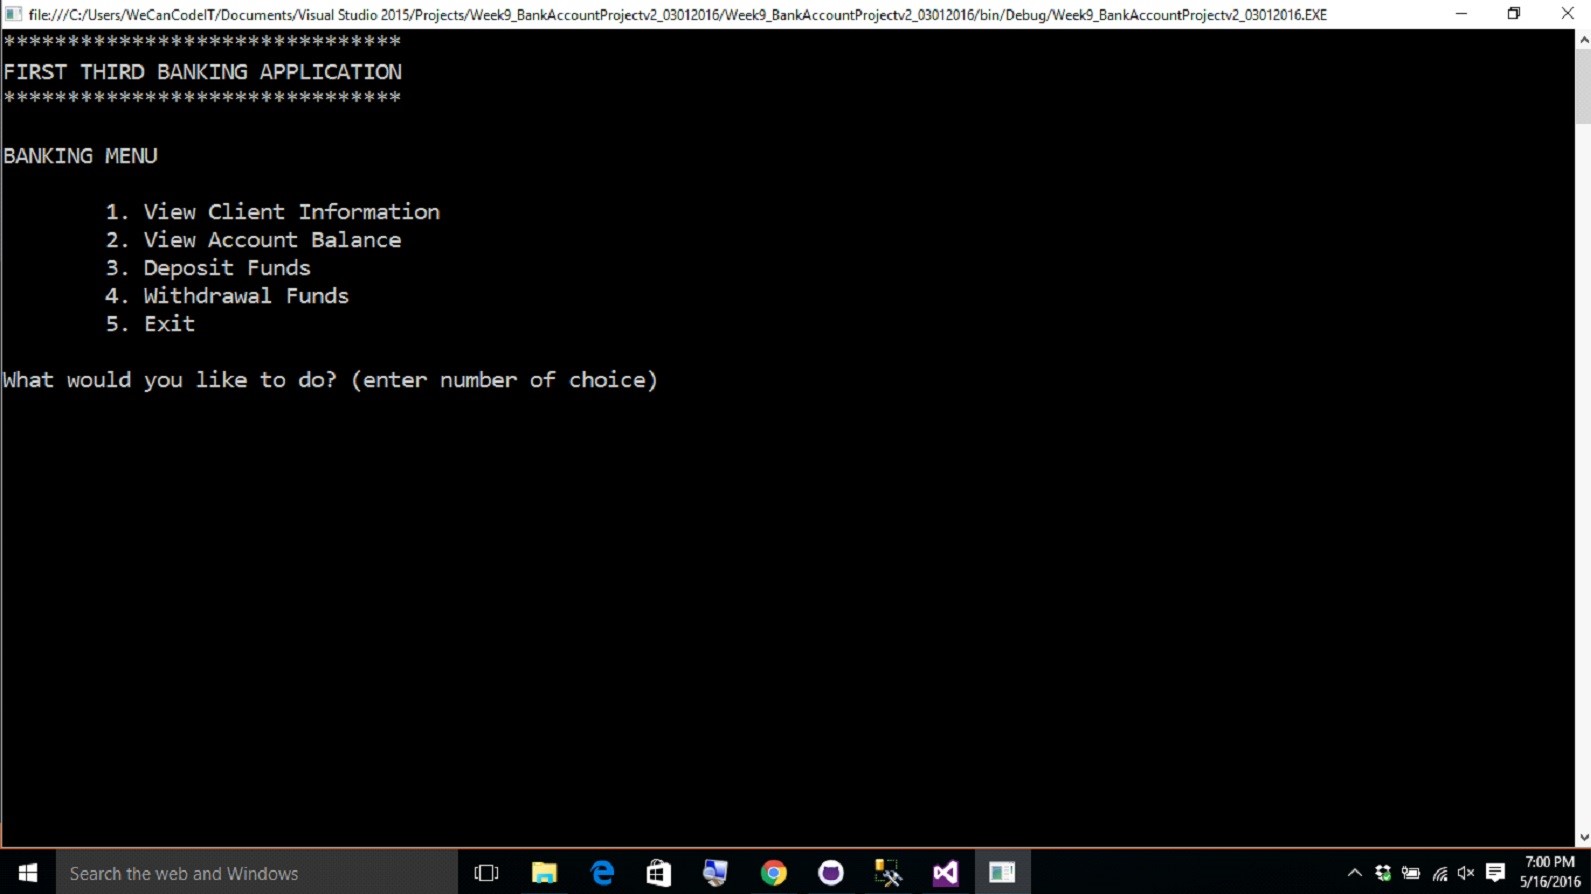 file:///C:/Users/WeCanCodeIT/Documents/Visual Studio 2015/Projects/Week9_BankAccountProjectv2_03012016/Week9_BankAccountProjectv2_03012016/bin/Debug/Week9_BankAccountProjectv2_03012016.EXE
*******************************
FIRST THIRD BANKING APPLICATION
*******************************
BANKING MENU
1. View Client Information
2. View Account Balance
3. Deposit Funds
4. Withdrawal Funds
5. Exit
What would you like to do? (enter number of choice)
Search the web and Windows
7:00 PM
5/16/2016